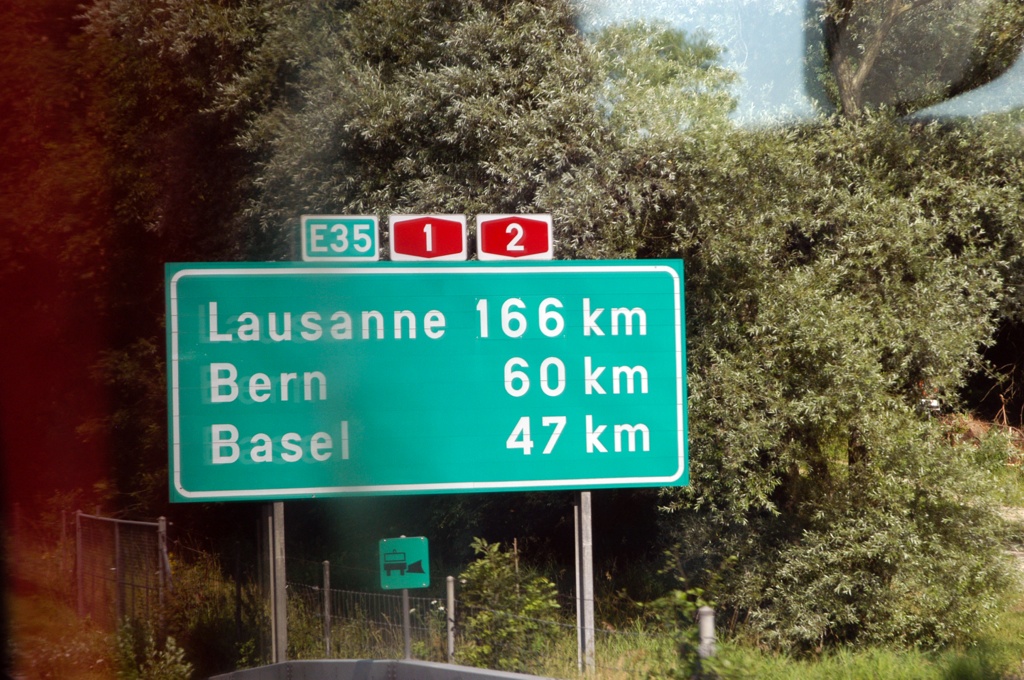 E35 1 2
Lausanne 166 km
Bern 60 km
Basel 47 km